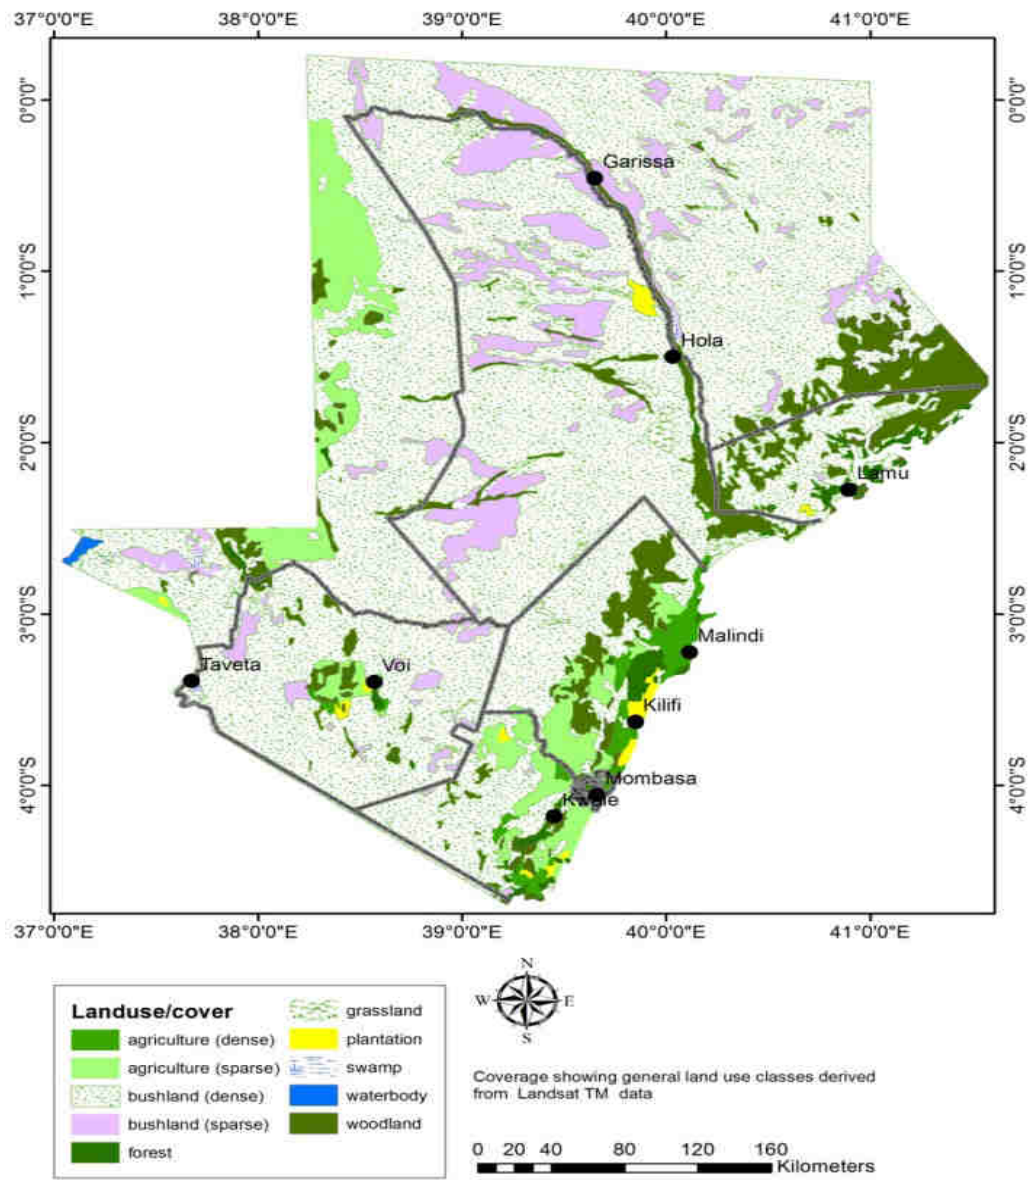 37°0'0"E 38°0'0"E 39°0'0"E 40°0'0"E 41°0'0"E
0°0'0" 0°0'0"
Garissa
1°0'0"S 1°0'0"S
Hola
2°0'0"S 2°0'0"S
Lamu
3°0'0"S 3°0'0"S
Malindi
Taveta Voi
Kilifi
4°0'0"S 4°0'0"S
Mombasa
Kwale
37°0'0"E 38°0'0"E 39°0'0"E 40°0'0"E 41°0'0"E
N
W E
S
Landuse/cover
agriculture (dense)
agriculture (sparse)
bushland (dense)
bushland (sparse)
forest
grassland
plantation
swamp
waterbody
woodland
Coverage showing general land use classes derived
from Landsat TM data
0 20 40 80 120 160
Kilometers